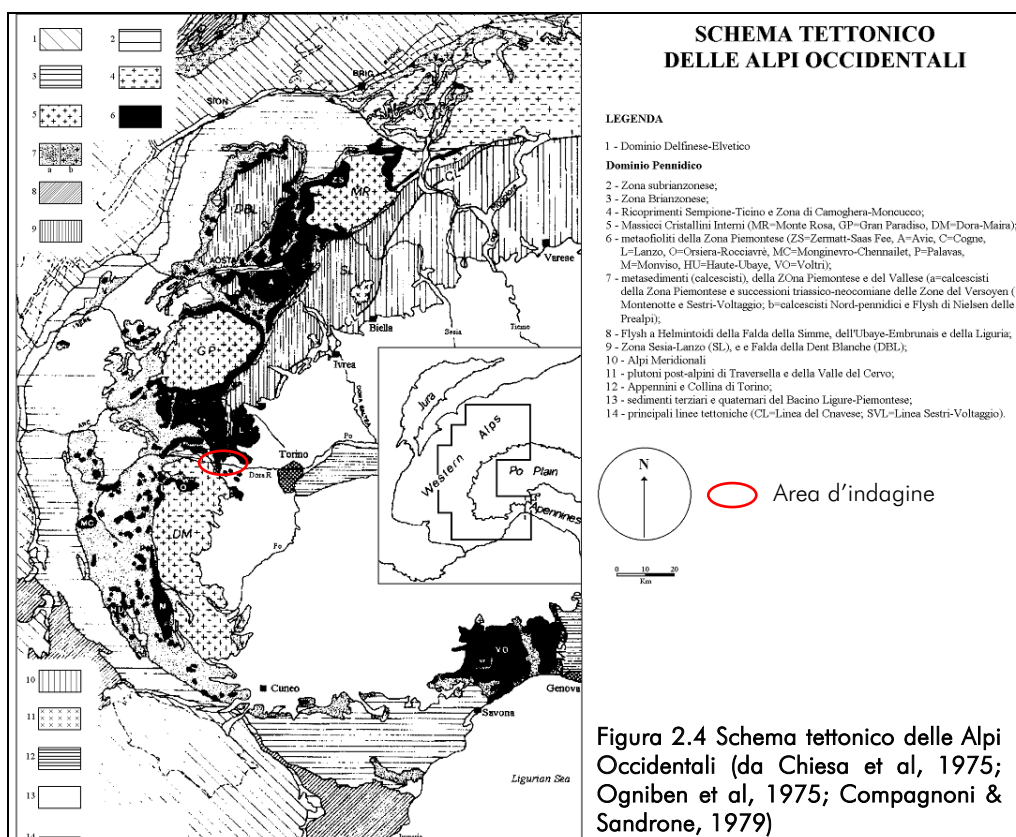 SCHEMA TETTONICO
DELLE ALPI OCCIDENTALI
LEGENDA
1 - Dominio Delfinese-Elvetico
Dominio Pennidico
2 - Zona subrianzonese;
3 - Zona Brianzonese;
4 - Ricoprimenti Sempione-Ticino e Zona di Camoghera-Moncucco;
5 - Massicci Cristallini Interni (MR=Monte Rosa, GP=Gran Paradiso, DM=Dora-Maira);
6 - metaofioliti della Zona Piemontese (ZS=Zermatt-Saas Fee, A=Avic, C=Cogne,
L=Lanzo, O=Orsiera-Rocciavrè, MC=Monginevro-Chennailet, P=Palavas,
M=Monviso, HU=Haute-Ubaye, VO=Voltri);
7 - metasedimenti (calcescisti), della ZOna Piemontese e del Vallese (a=calcescisti
della Zona Piemontese e successioni triassico-neocomiane delle Zone del Versoyen (
Montenotte e Sestri-Voltaggio; b=calcescisti Nord-pennidici e Flysh di Nielsen delle
Prealpi);
8 - Flysh a Helmintoidi della Falda della Simme, dell'Ubaye-Embrunais e della Liguria;
9 - Zona Sesia-Lanzo (SL), e e Falda della Dent Blanche (DBL);
10 - Alpi Meridionali
11 - plutoni post-alpini di Traversella e della Valle del Cervo;
12 - Appennini e Collina di Torino;
13 - sedimenti terziari e quaternari del Bacino Ligure-Piemontese;
14 - principali linee tettoniche (CL=Linea del Cnavese; SVL=Linea Sestri-Voltaggio).
N
Area d'indagine
0 10 20
Km
Figura 2.4 Schema tettonico delle Alpi
Occidentali (da Chiesa et al, 1975;
Ogniben et al, 1975; Compagnoni &
Sandrone, 1979)
1
2
3
4
5
6
7
a b
8
9
10
11
12
13
14
BRIG
SION
ZS
MR
CL
DBL
AOSTA
A
SL
Varese
Biella
Sesia
Ticino
GP
Ivrea
DORA BALTEA
L
Arc
Torino
Po
Dora R.
O
MC
DM
Po
M
Cuneo
VO
Genova
Savona
Ligurian Sea
Imperia
Jura
Western Alps
Po Plain
Apennines